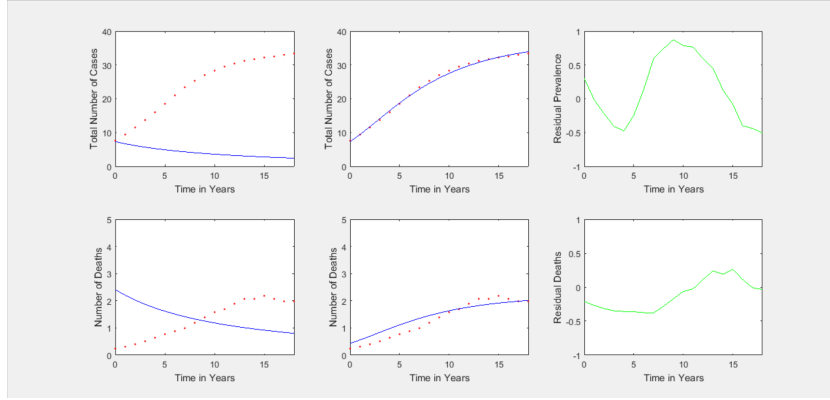 40
30
20
10
0
Total Number of Cases
0 5 10 15
Time in Years
40
30
20
10
0
Total Number of Cases
0 5 10 15
Time in Years
1
0.5
0
-0.5
-1
Residual Prevalence
0 5 10 15
Time in Years
5
4
3
2
1
0
Number of Deaths
0 5 10 15
Time in Years
5
4
3
2
1
0
Number of Deaths
0 5 10 15
Time in Years
1
0.5
0
-0.5
-1
Residual Deaths
0 5 10 15
Time in Years